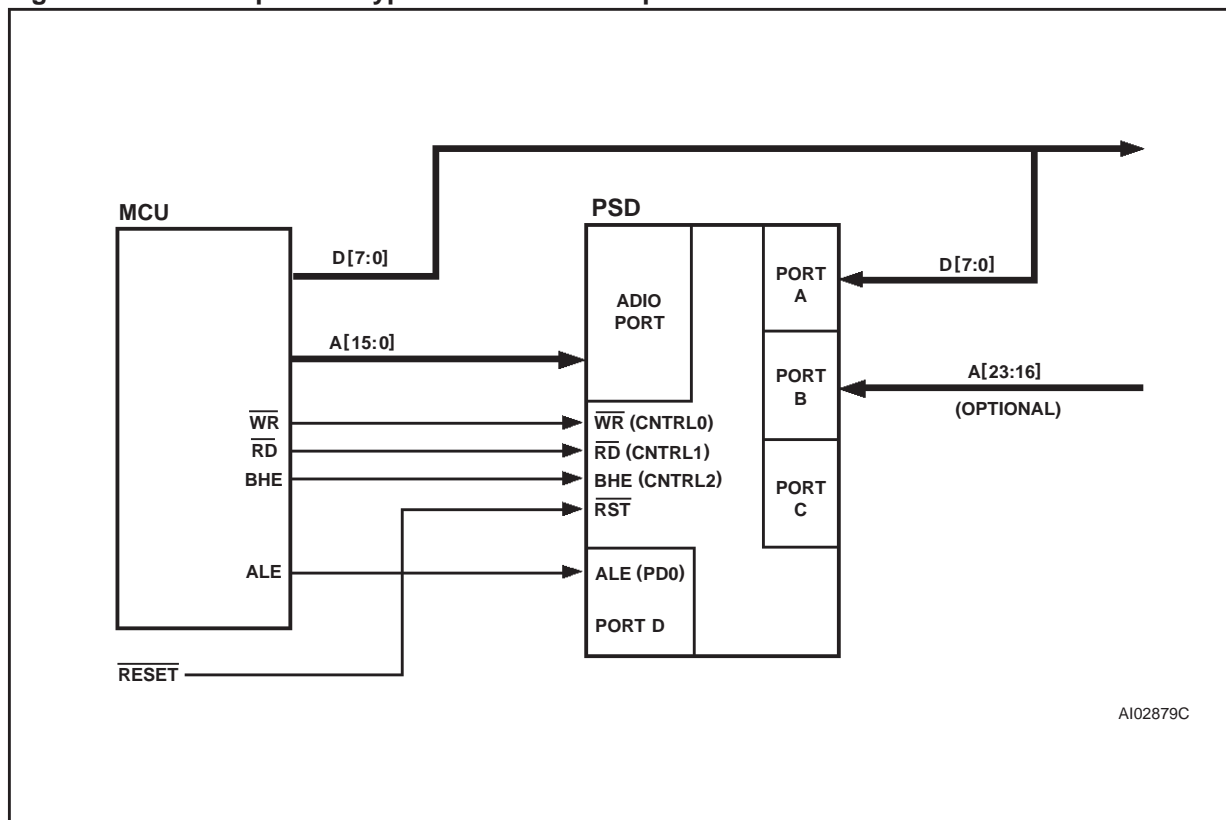 MCU
PSD
D[7:0]
D[7:0]
ADIO
PORT
PORT
A
A[15:0]
PORT
B
A[23:16]
(OPTIONAL)
WR
WR (CNTRL0)
RD
RD (CNTRL1)
BHE
BHE (CNTRL2)
PORT
C
RST
ALE
ALE (PD0)
PORT D
RESET
AI02879C